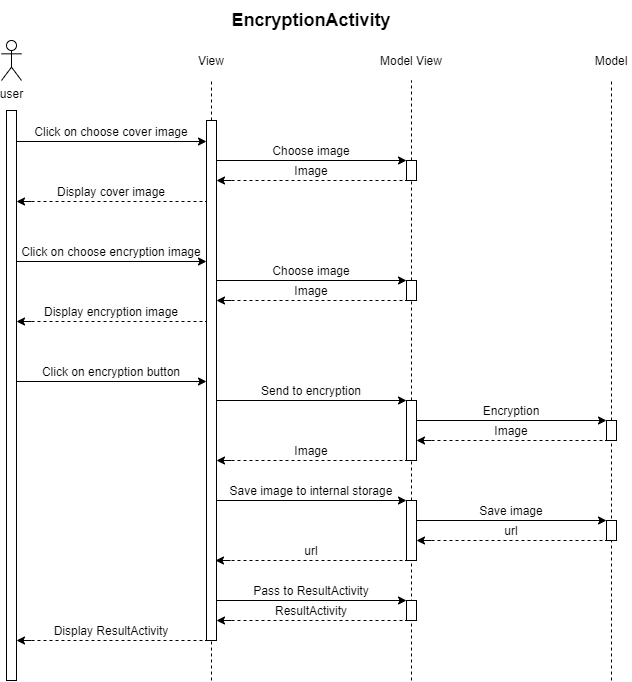 EncryptionActivity
View
Model View
Model
user
Click on choose cover image
Choose image
Image
Display cover image
Click on choose encryption image
Choose image
Image
Display encryption image
Click on encryption button
Send to encryption
Encryption
Image
Image
Save image to internal storage
Save image
url
url
Pass to ResultActivity
ResultActivity
Display ResultActivity